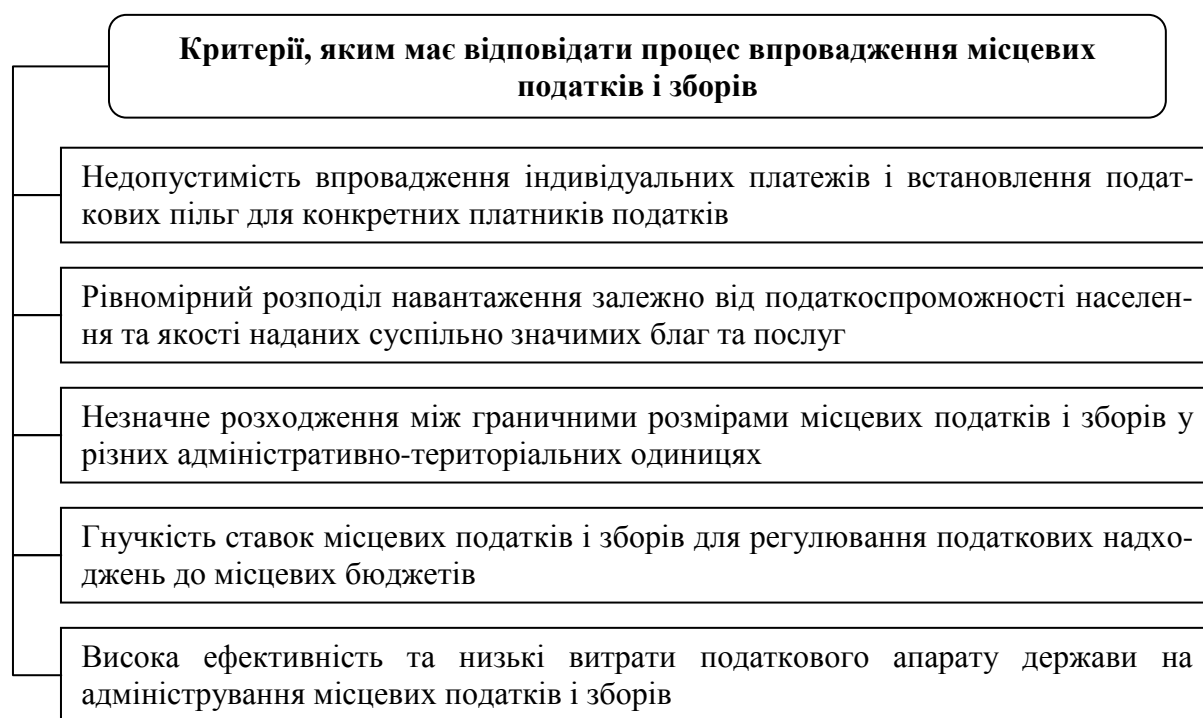 Критерії, яким має відповідати процес впровадження місцевих
податків і зборів
Недопустимість впровадження індивідуальних платежів і встановлення подат-
кових пільг для конкретних платників податків
Рівномірний розподіл навантаження залежно від податкоспроможності населен-
ня та якості наданих суспільно значимих благ та послуг
Незначне розходження між граничними розмірами місцевих податків і зборів у
різних адміністративно-територіальних одиницях
Гнучкість ставок місцевих податків і зборів для регулювання податкових надхо-
джень до місцевих бюджетів
Висока ефективність та низькі витрати податкового апарату держави на
адміністрування місцевих податків і зборів